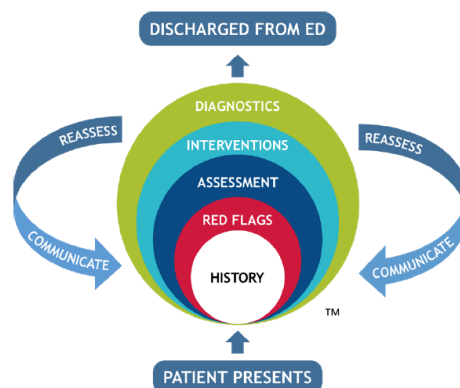 DISCHARGED FROM ED
DIAGNOSTICS
REASSESS
REASSESS
INTERVENTIONS
ASSESSMENT
RED FLAGS
COMMUNICATE
COMMUNICATE
HISTORY
TM
PATIENT PRESENTS